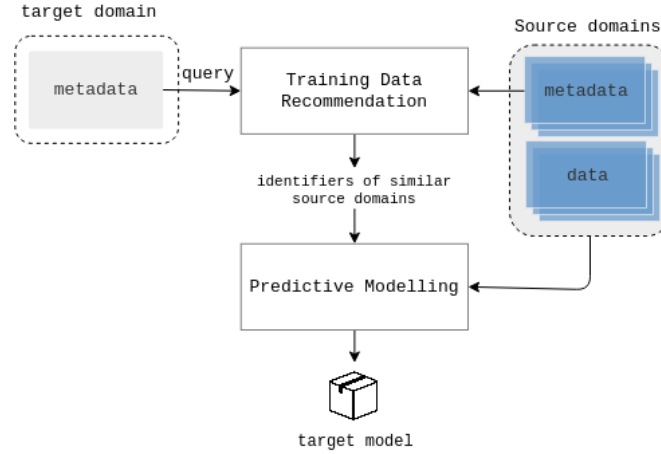 target domain
Source domains
metadata
query
Training Data
Recommendation
metadata
data
identifiers of similar
source domains
Predictive Modelling
target model